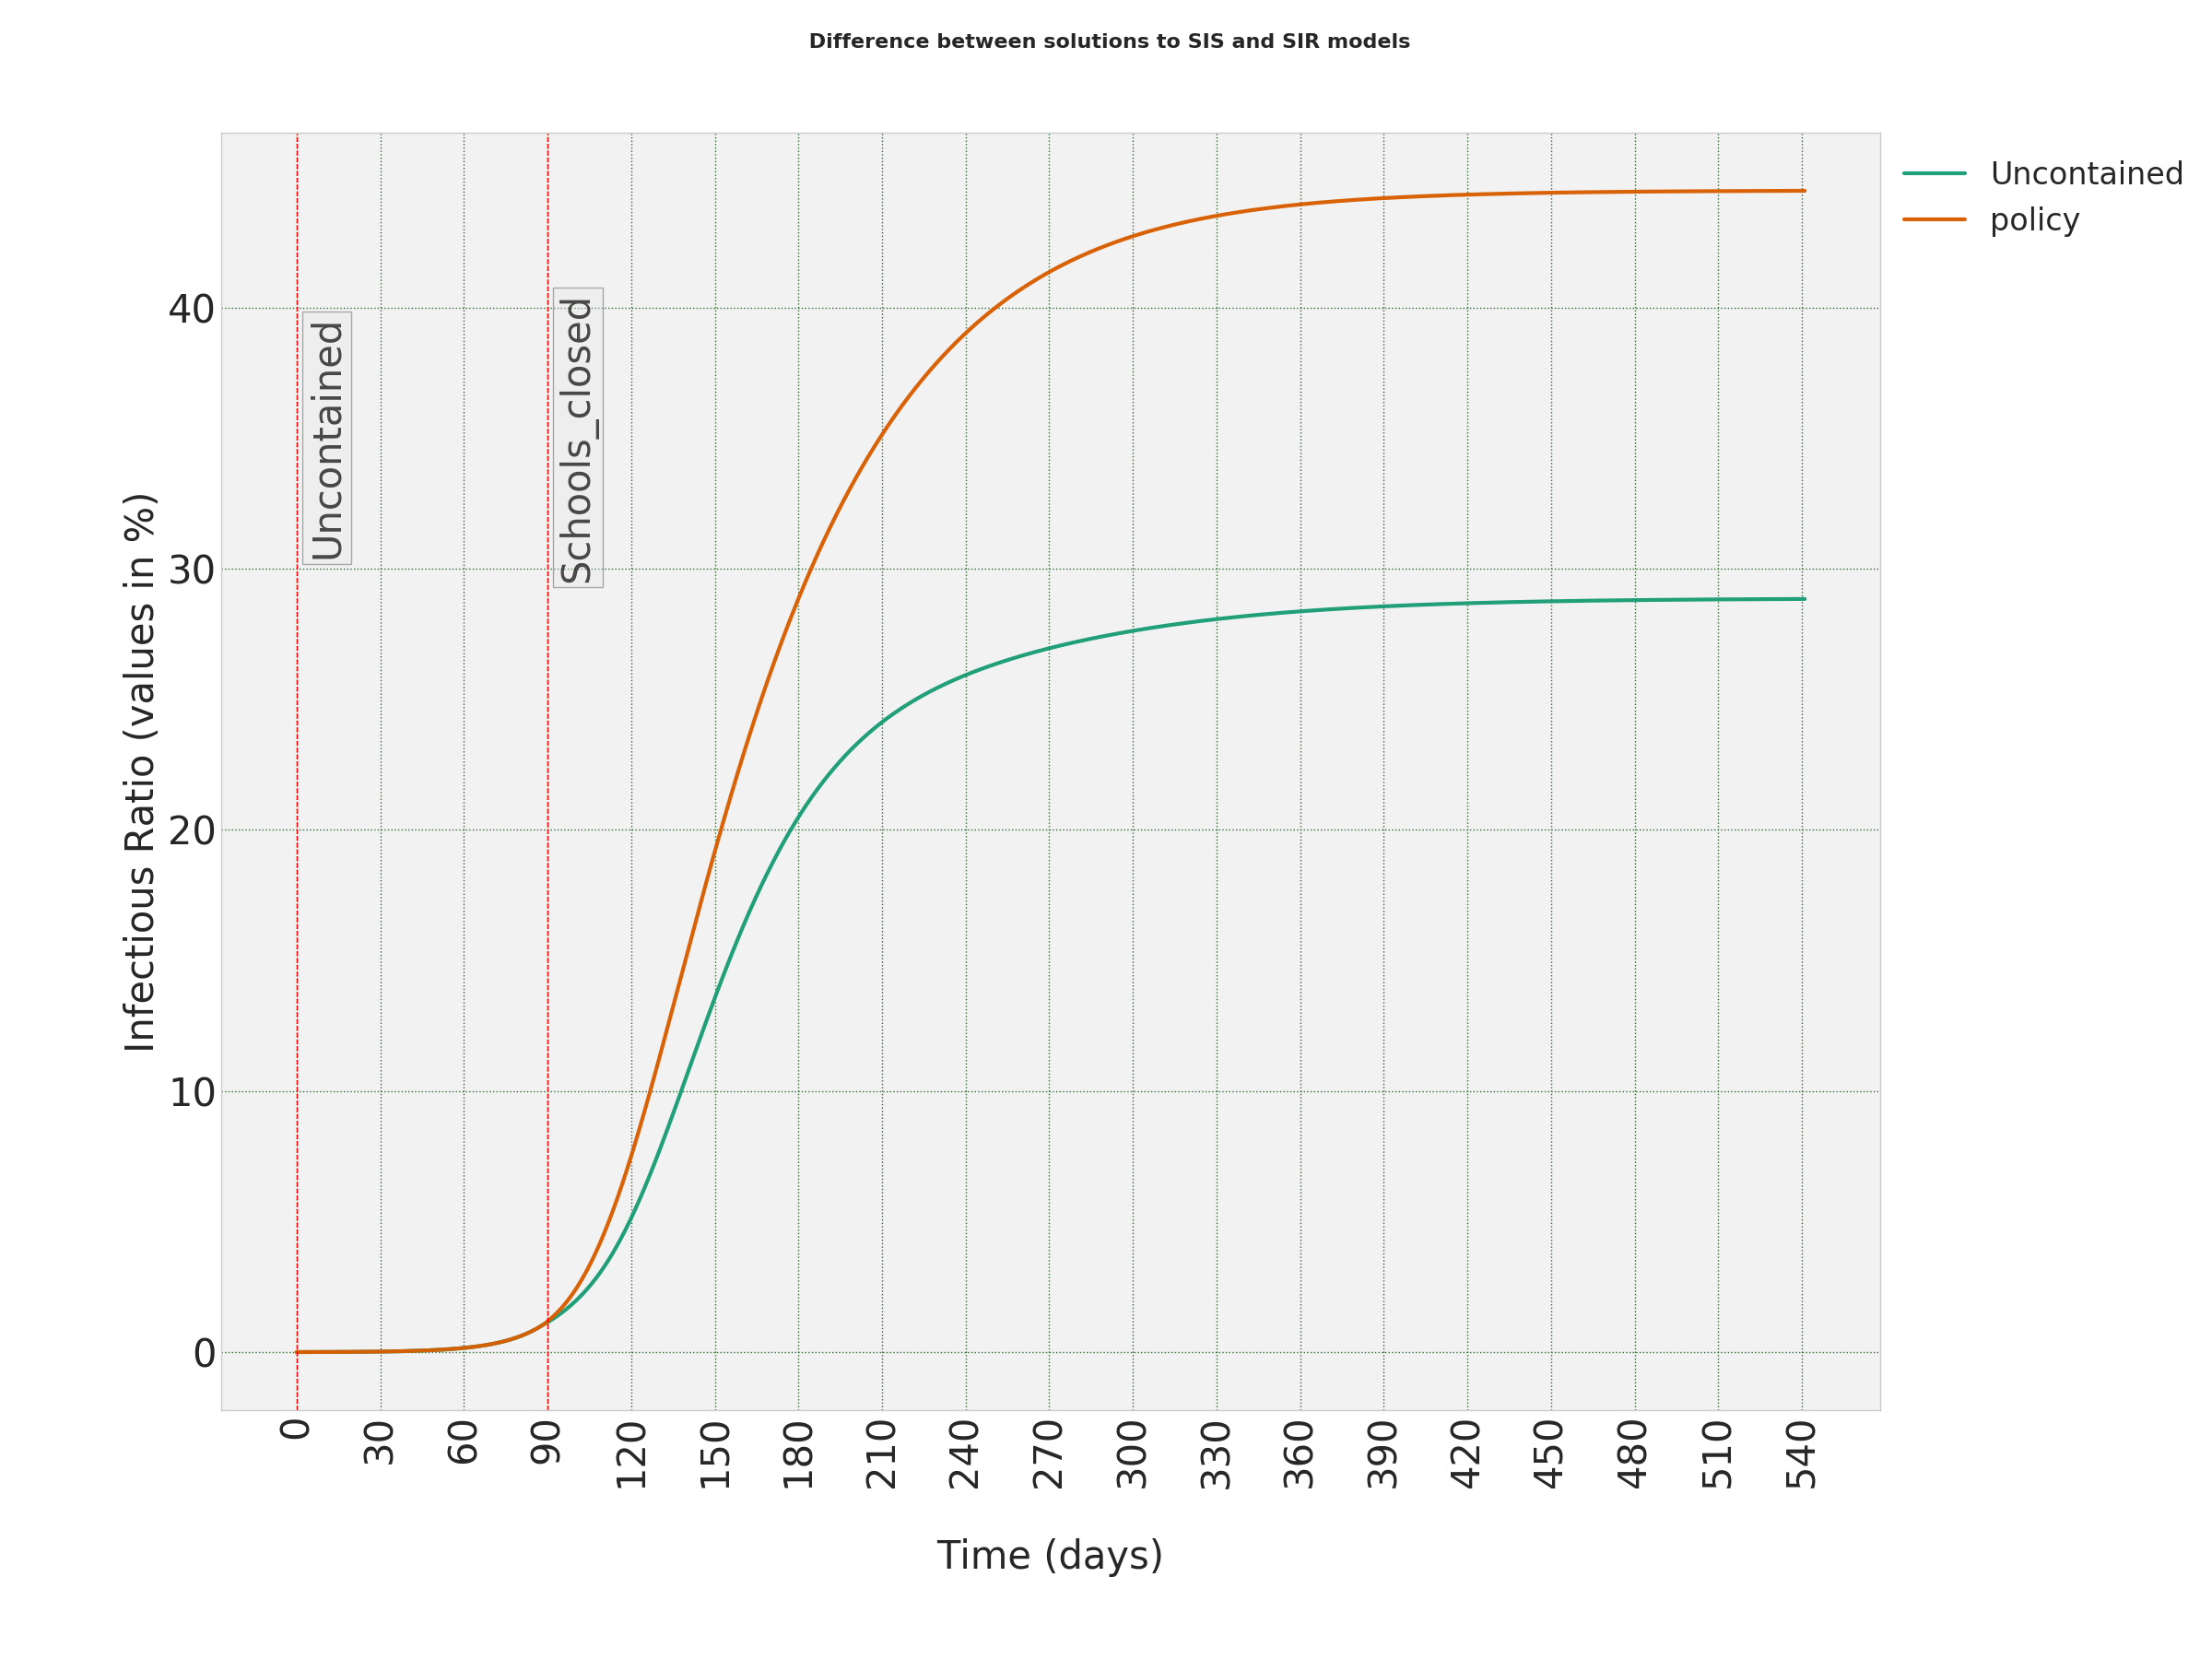 Difference between solutions to SIS and SIR models
Uncontained
policy
Uncontained
Schools_closed
Infectious Ratio (values in %)
40
30
20
10
0
0 30 60 90 120 150 180 210 240 270 300 330 360 390 420 450 480 510 540
Time (days)